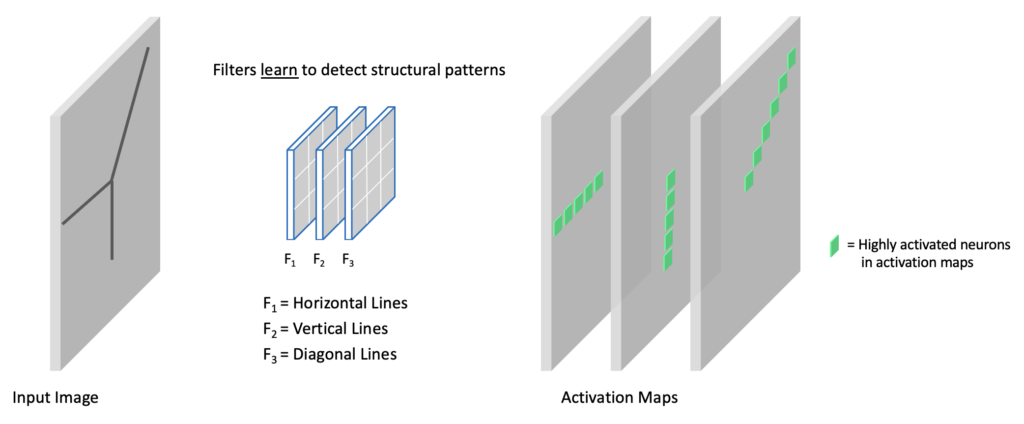 Filters learn to detect structural patterns
F1 F2 F3
F1 = Horizontal Lines
F2 = Vertical Lines
F3 = Diagonal Lines
= Highly activated neurons
in activation maps
Input Image
Activation Maps